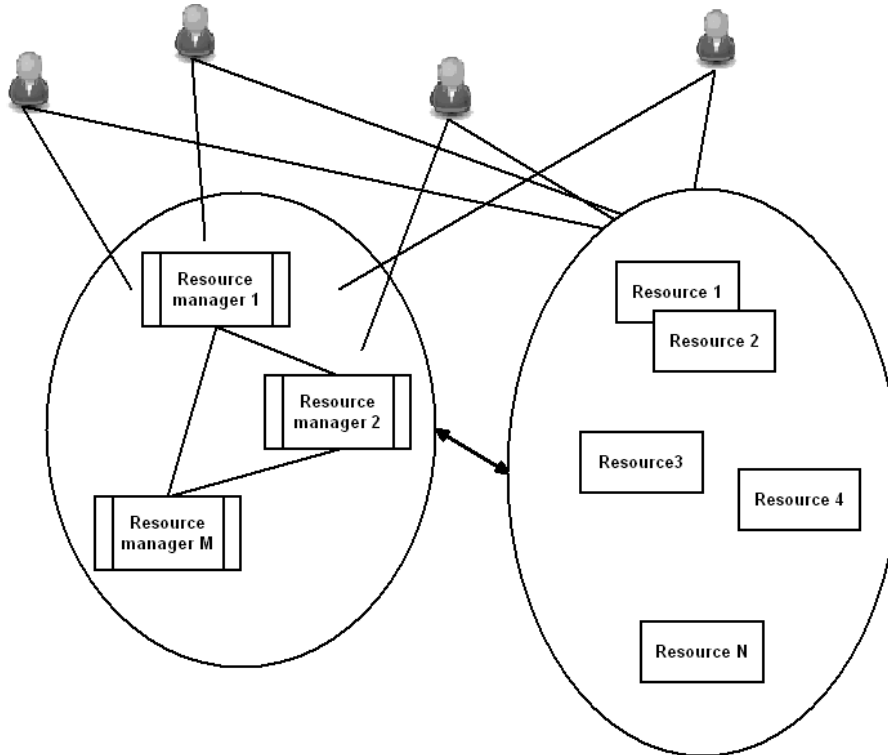 Resource
manager 1
Resource
manager 2
Resource
manager M
Resource 1
Resource 2
Resource3
Resource 4
Resource N